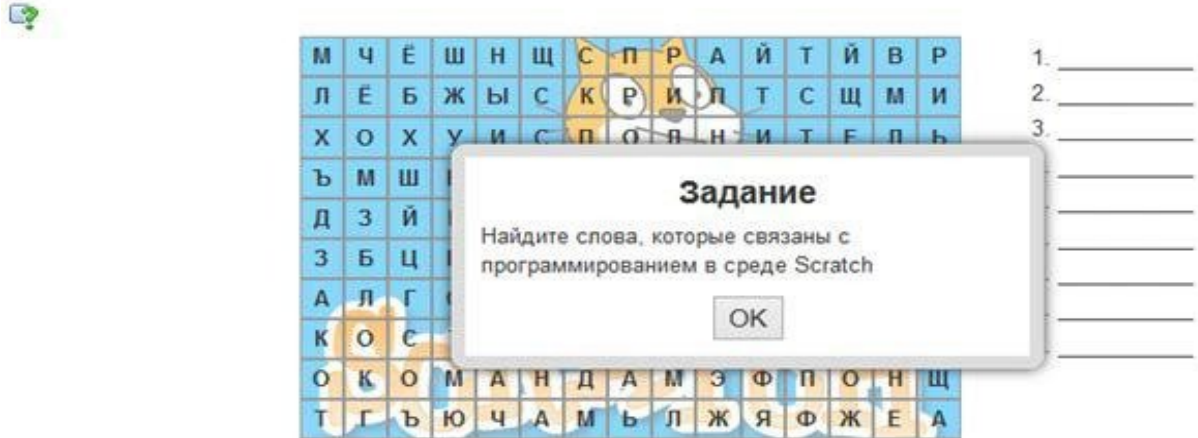 М Ч Ё Ш Н Щ С П Р А Й Т Й В Р
Л Ё Б Ж Ы С К Р И П Т С Щ М И
Х О Х У И С П О Л Н И Т Е Л Ь
Ъ М Ш
Д З Й
З Б Ц
А Л Г
К О С
О К О М А Н Д А М Э Ф П О Н Щ
Т Г Ъ Ю Ч А М Ь Л Ж Я Ф Ж Е А
1.
2.
3.
Задание
Найдите слова, которые связаны с
программированием в среде Scratch
OK